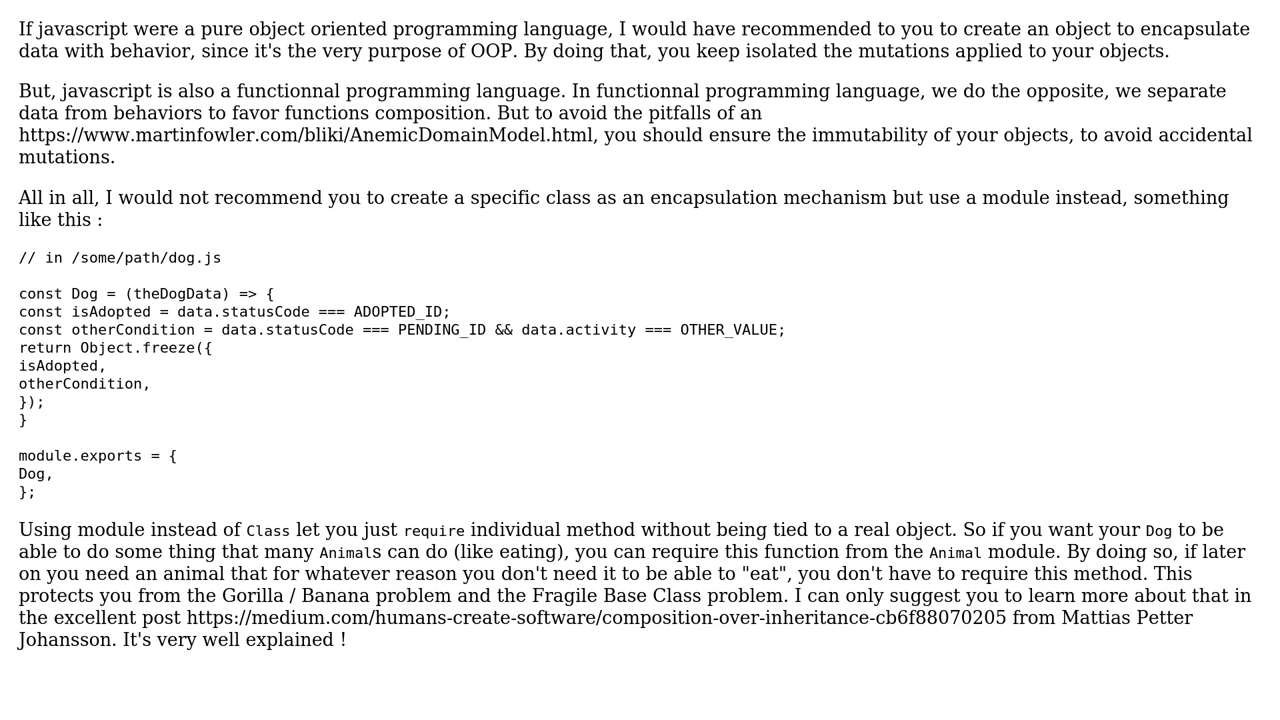 If javascript were a pure object oriented programming language, I would have recommended to you to create an object to encapsulate
data with behavior, since it's the very purpose of OOP. By doing that, you keep isolated the mutations applied to your objects.
But, javascript is also a functionnal programming language. In functionnal programming language, we do the opposite, we separate
data from behaviors to favor functions composition. But to avoid the pitfalls of an
https://www.martinfowler.com/bliki/AnemicDomainModel.html, you should ensure the immutability of your objects, to avoid accidental
mutations.
All in all, I would not recommend you to create a specific class as an encapsulation mechanism but use a module instead, something
like this :
// in /some/path/dog.js
const Dog = (theDogData) => {
const isAdopted = data.statusCode === ADOPTED_ID;
const otherCondition = data.statusCode === PENDING_ID && data.activity === OTHER_VALUE;
return Object.freeze({
isAdopted,
otherCondition,
});
}
module.exports = {
Dog,
};
Using module instead of Class let you just require individual method without being tied to a real object. So if you want your Dog to be
able to do some thing that many Animals can do (like eating), you can require this function from the Animal module. By doing so, if later
on you need an animal that for whatever reason you don't need it to be able to "eat", you don't have to require this method. This
protects you from the Gorilla / Banana problem and the Fragile Base Class problem. I can only suggest you to learn more about that in
the excellent post https://medium.com/humans-create-software/composition-over-inheritance-cb6f88070205 from Mattias Petter
Johansson. It's very well explained !